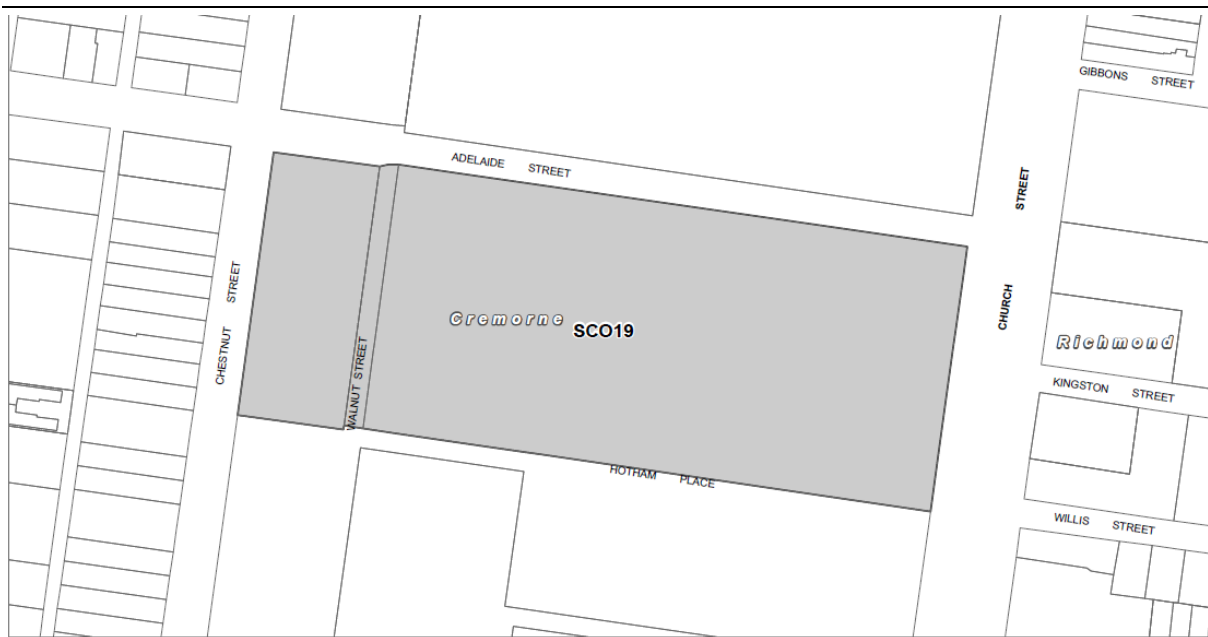 GIBBONS STREET
ADELAIDE STREET
CHURCH STREET
CHESTNUT STREET
Cremorne
SCO19
Richmond
WALNUT STREET
KINGSTON STREET
HOTHAM PLACE
WILLIS STREET